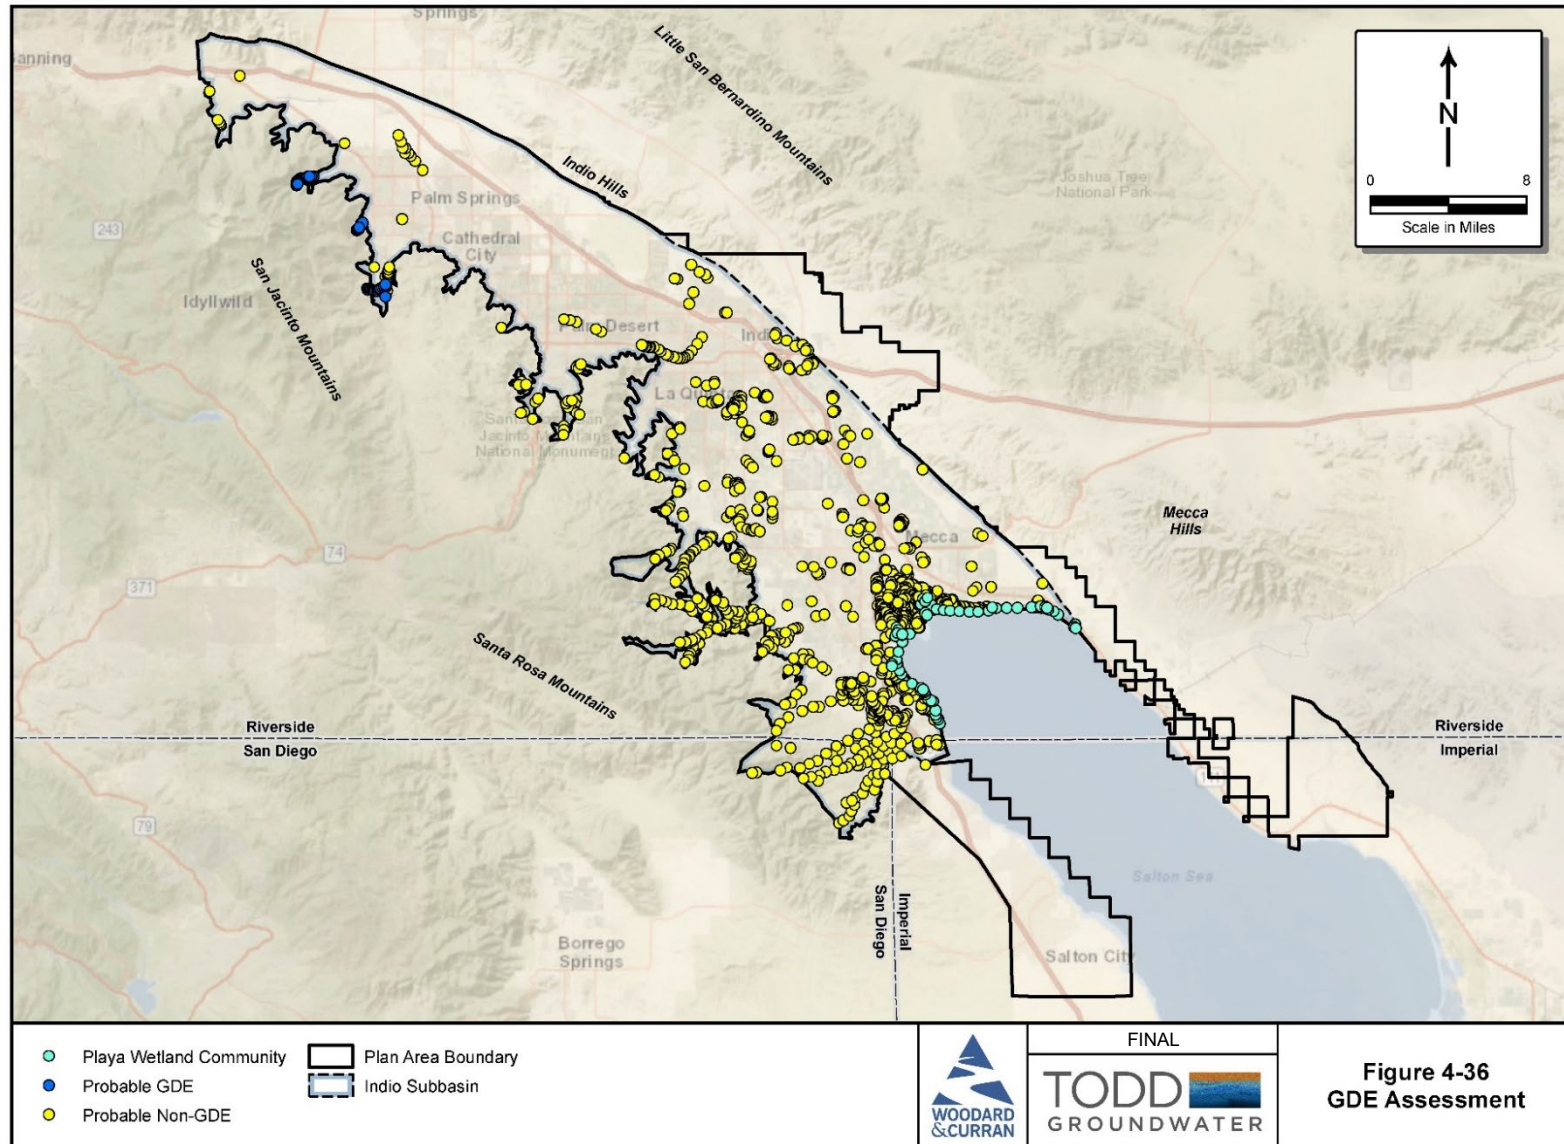 Springs
Banning
Little San Bernardino Mountains
N
0 8
Scale in Miles
Indio Hills
Joshua Tree
National Park
Palm Springs
243
Cathedral
City
San Jacinto Mountains
Idyllwild
Palm Desert
Indio
La Quinta
Jacinto Mountains
National Monument
Mecca
Mecca
Hills
74
371
Santa Rosa Mountains
Riverside
San Diego
Riverside
Imperial
79
Salton Sea
Imperial
San Diego
Borrego
Springs
Salton City
Playa Wetland Community
Probable GDE
Probable Non-GDE
Plan Area Boundary
Indio Subbasin
WOODARD
&CURRAN
FINAL
TODD
GROUNDWATER
Figure 4-36
GDE Assessment